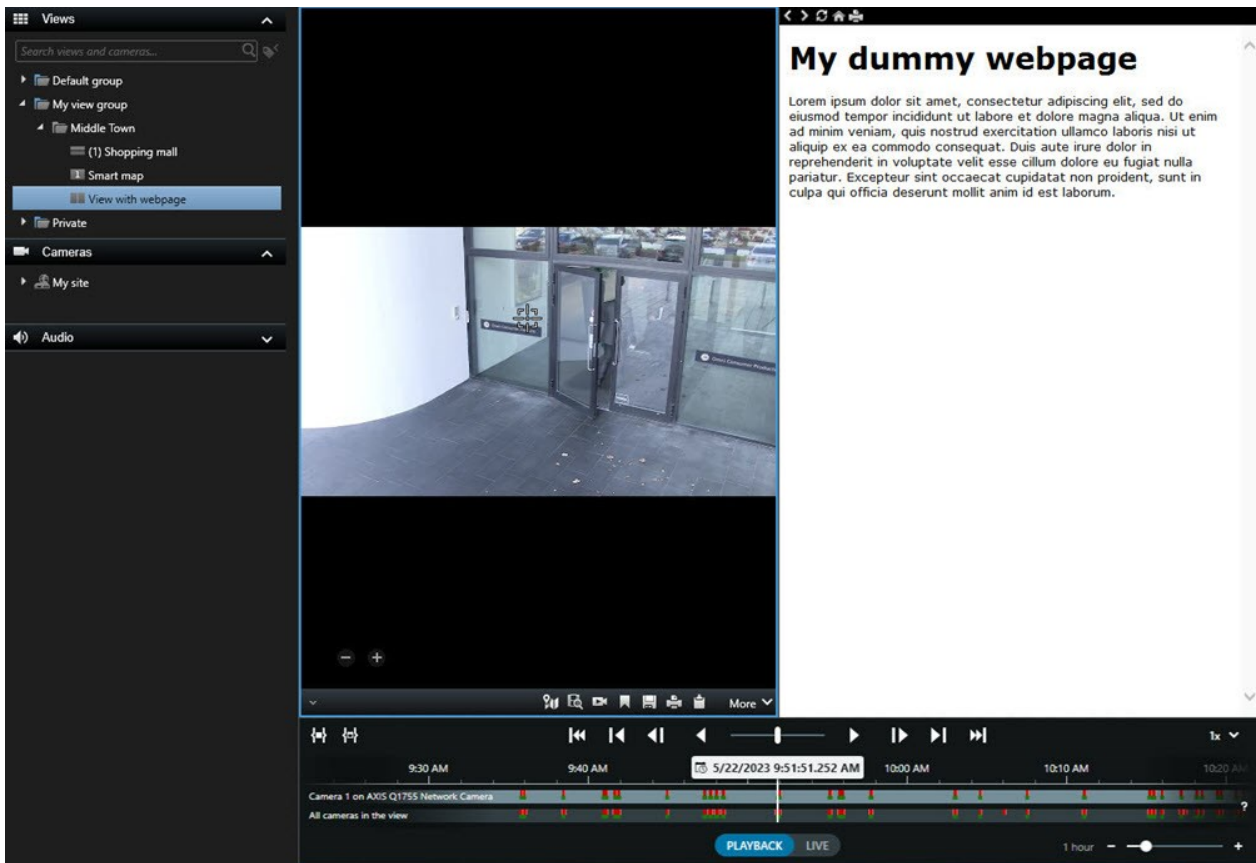 Views
Search views and cameras...
Default group
My view group
Middle Town
(1) Shopping mall
1 Smart map
View with webpage
Private
Cameras
My site
Audio
My dummy webpage
Lorem ipsum dolor sit amet, consectetur adipiscing elit, sed do
eiusmod tempor incididunt ut labore et dolore magna aliqua. Ut enim
ad minim veniam, quis nostrud exercitation ullamco laboris nisi ut
aliquip ex ea commodo consequat. Duis aute irure dolor in
reprehenderit in voluptate velit esse cillum dolore eu fugiat nulla
pariatur. Excepteur sint occaecat cupidatat non proident, sunt in
culpa qui officia deserunt mollit anim id est laborum.
Consumer Products
More
1x
9:30 AM 9:40 AM 5/22/2023 9:51:51.252 AM 10:00 AM 10:10 AM 10:20 AM
Camera 1 on AXIS Q1755 Network Camera
All cameras in the view
?
PLAYBACK LIVE
1 hour - +